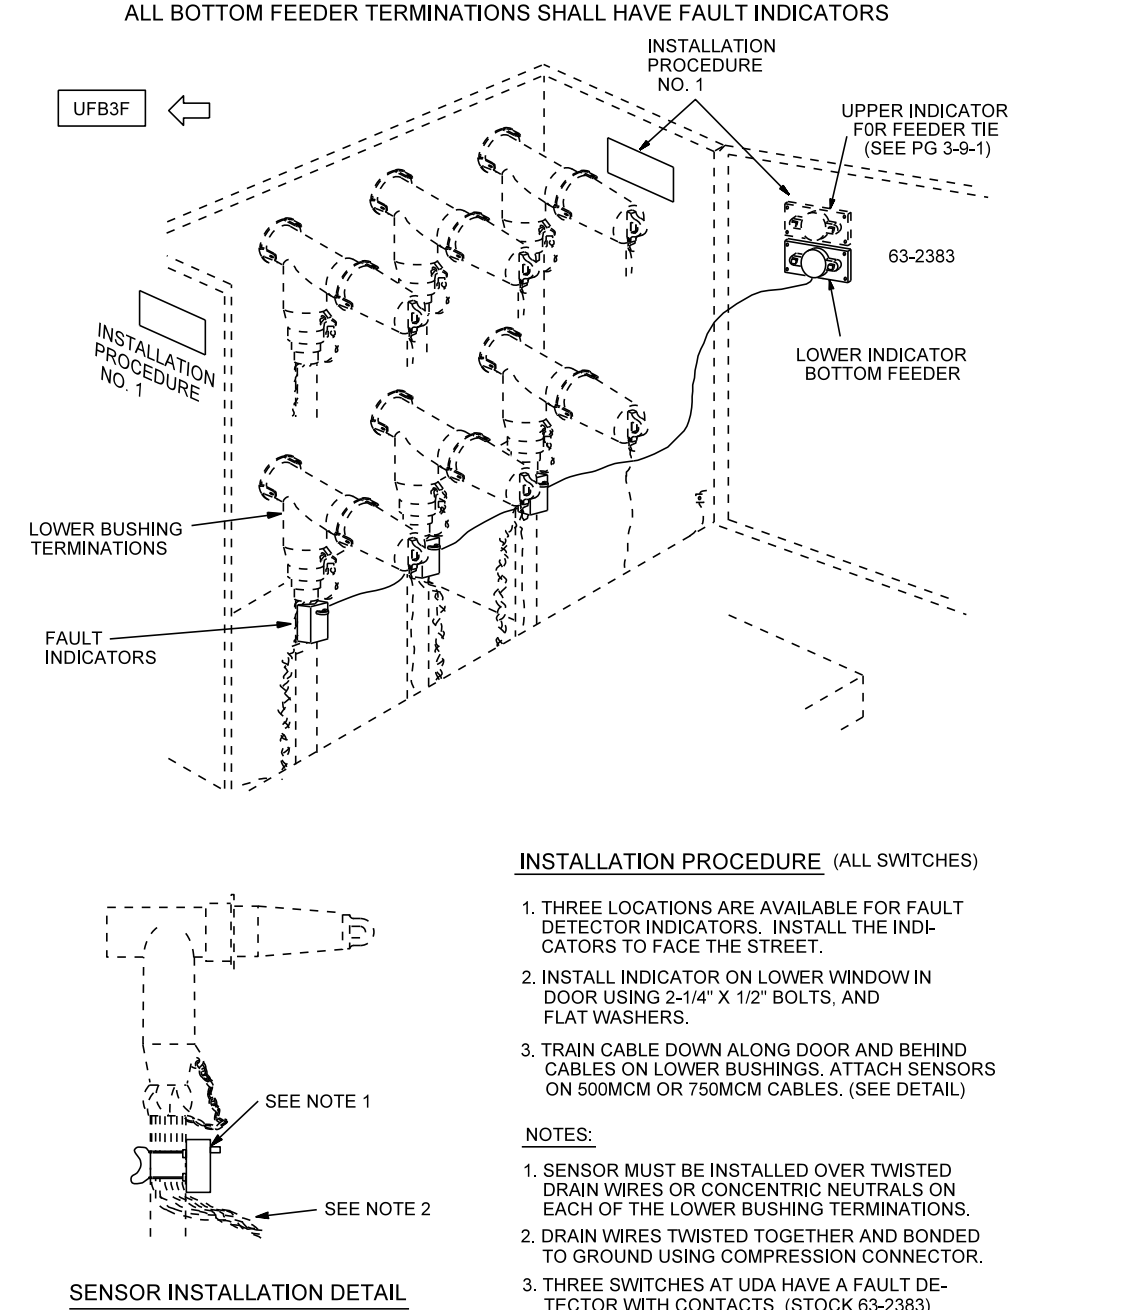 ALL BOTTOM FEEDER TERMINATIONS SHALL HAVE FAULT INDICATORS
INSTALLATION
PROCEDURE
NO. 1
UFB3F
UPPER INDICATOR
F0R FEEDER TIE
(SEE PG 3-9-1)
63-2383
INSTALLATION
PROCEDURE
NO. 1
LOWER INDICATOR
BOTTOM FEEDER
LOWER BUSHING
TERMINATIONS
FAULT
INDICATORS
INSTALLATION PROCEDURE (ALL SWITCHES)
1. THREE LOCATIONS ARE AVAILABLE FOR FAULT
DETECTOR INDICATORS. INSTALL THE INDI-
CATORS TO FACE THE STREET.
2. INSTALL INDICATOR ON LOWER WINDOW IN
DOOR USING 2-1/4" X 1/2" BOLTS, AND
FLAT WASHERS.
3. TRAIN CABLE DOWN ALONG DOOR AND BEHIND
CABLES ON LOWER BUSHINGS. ATTACH SENSORS
ON 500MCM OR 750MCM CABLES. (SEE DETAIL)
NOTES:
1. SENSOR MUST BE INSTALLED OVER TWISTED
DRAIN WIRES OR CONCENTRIC NEUTRALS ON
EACH OF THE LOWER BUSHING TERMINATIONS.
2. DRAIN WIRES TWISTED TOGETHER AND BONDED
TO GROUND USING COMPRESSION CONNECTOR.
3. THREE SWITCHES AT UDA HAVE A FAULT DE-
TECTOR WITH CONTACTS. (STOCK 63-2383)
SEE NOTE 1
SEE NOTE 2
SENSOR INSTALLATION DETAIL